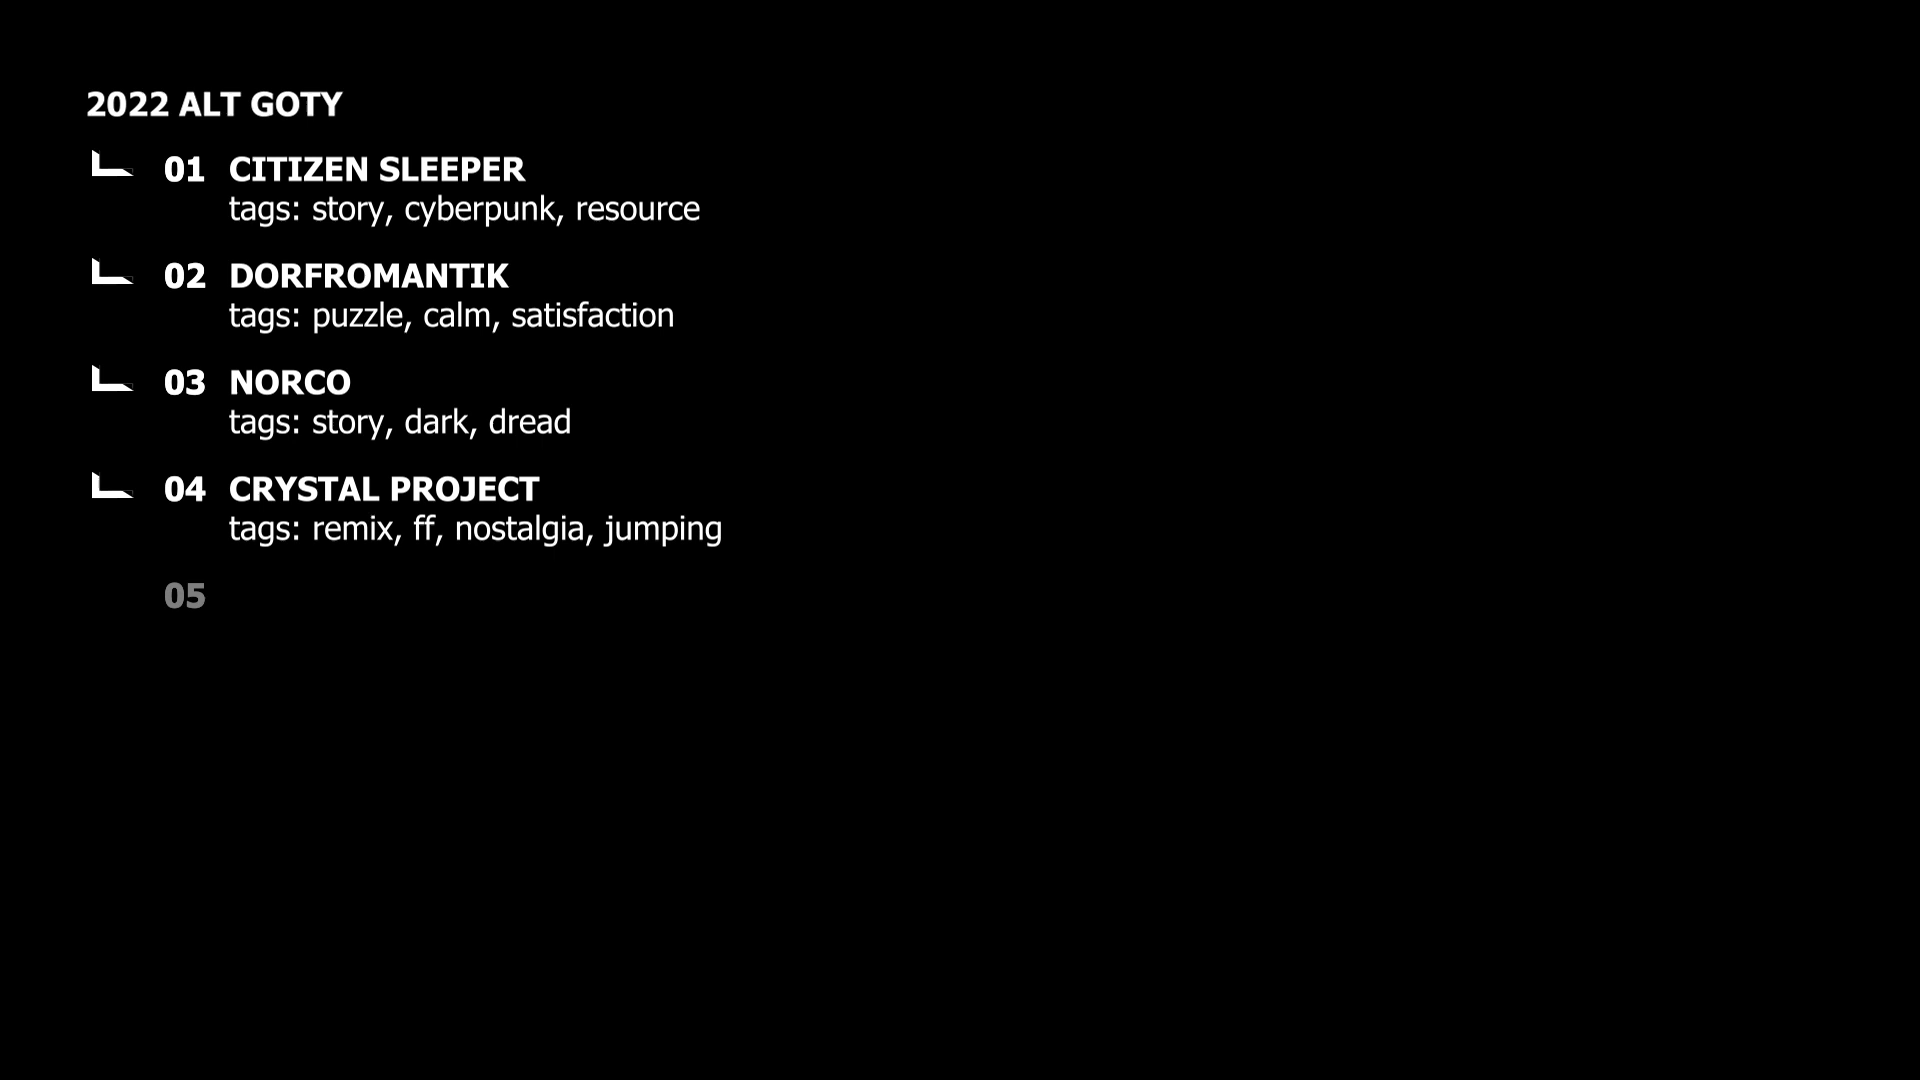 2022 ALT GOTY
01 CITIZEN SLEEPER
tags: story, cyberpunk, resource
02 DORFROMANTIK
tags: puzzle, calm, satisfaction
03 NORCO
tags: story, dark, dread
04 CRYSTAL PROJECT
tags: remix, ff, nostalgia, jumping
05